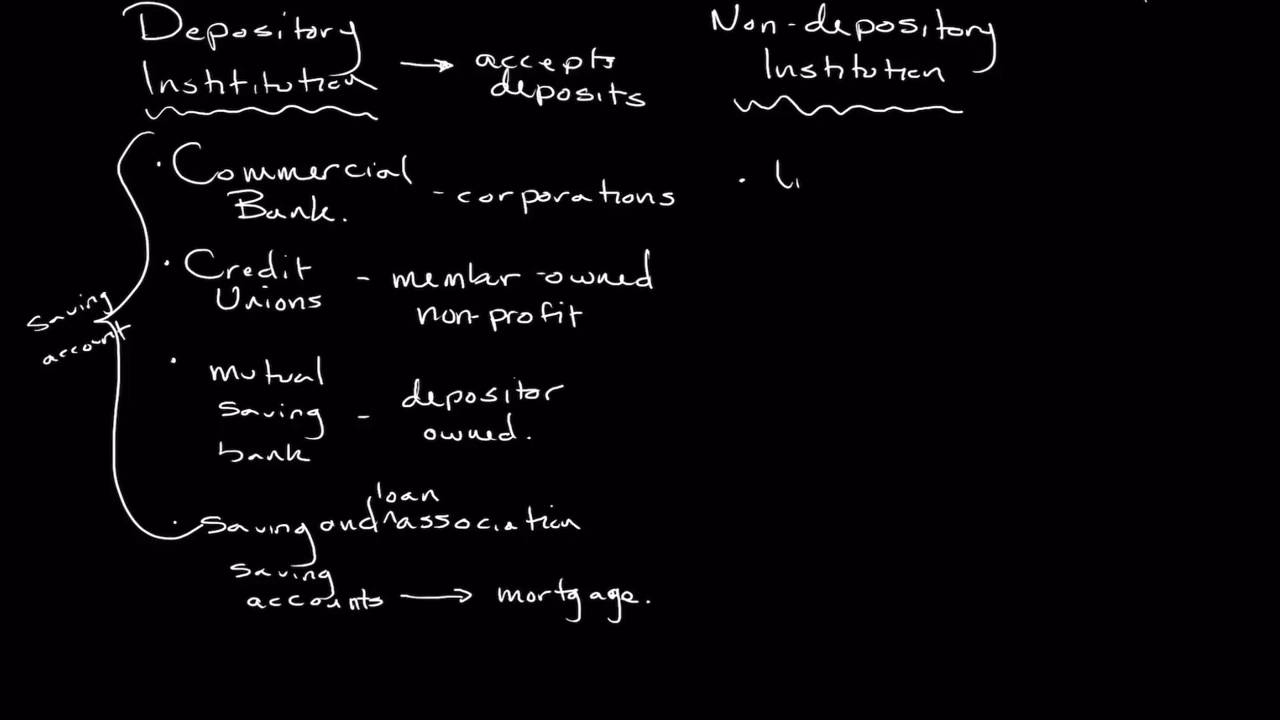 Depository
Instititution → accepts deposits
• Commercial Bank. - corporations
• Credit Unions - member-owned non-profit
• mutual saving bank - depositor owned.
• saving and ^loan association
saving accounts → mortgage.
saving account
Non-depository
Institution
•